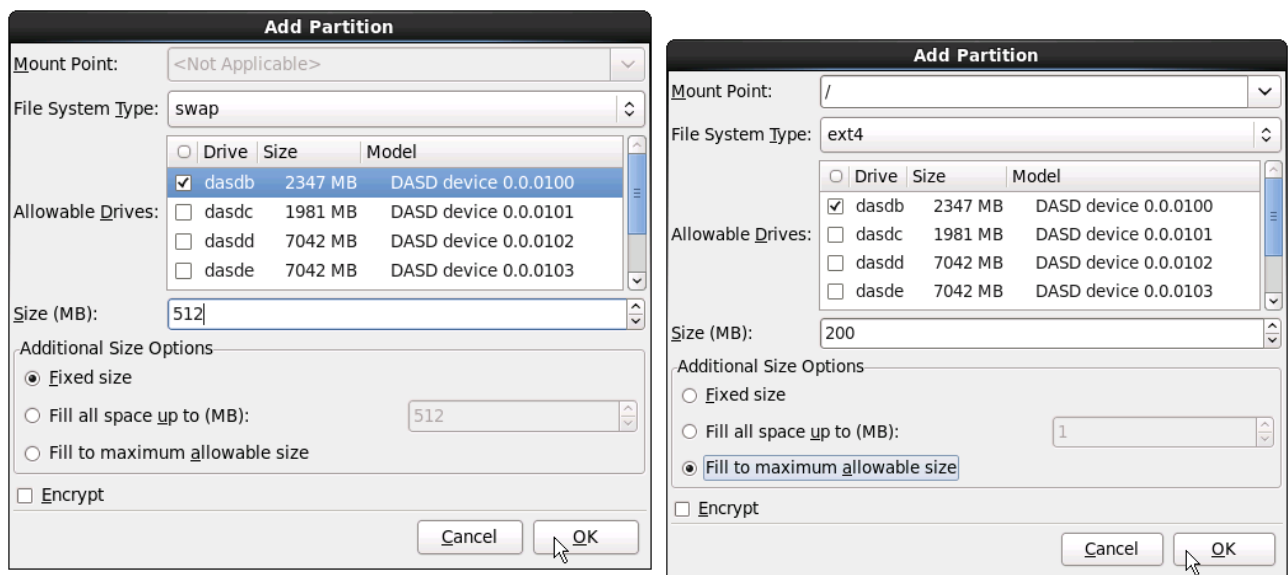 Add Partition
Mount Point: <Not Applicable>
File System Type: swap
Drive Size Model
dasdb 2347 MB DASD device 0.0.0100
Allowable Drives: dasdc 1981 MB DASD device 0.0.0101
dasdd 7042 MB DASD device 0.0.0102
dasde 7042 MB DASD device 0.0.0103
Size (MB): 512
Additional Size Options
Fixed size
Fill all space up to (MB): 512
Fill to maximum allowable size
Encrypt
Cancel OK
Add Partition
Mount Point: /
File System Type: ext4
Drive Size Model
dasdb 2347 MB DASD device 0.0.0100
Allowable Drives: dasdc 1981 MB DASD device 0.0.0101
dasdd 7042 MB DASD device 0.0.0102
dasde 7042 MB DASD device 0.0.0103
Size (MB): 200
Additional Size Options
Fixed size
Fill all space up to (MB): 1
Fill to maximum allowable size
Encrypt
Cancel OK